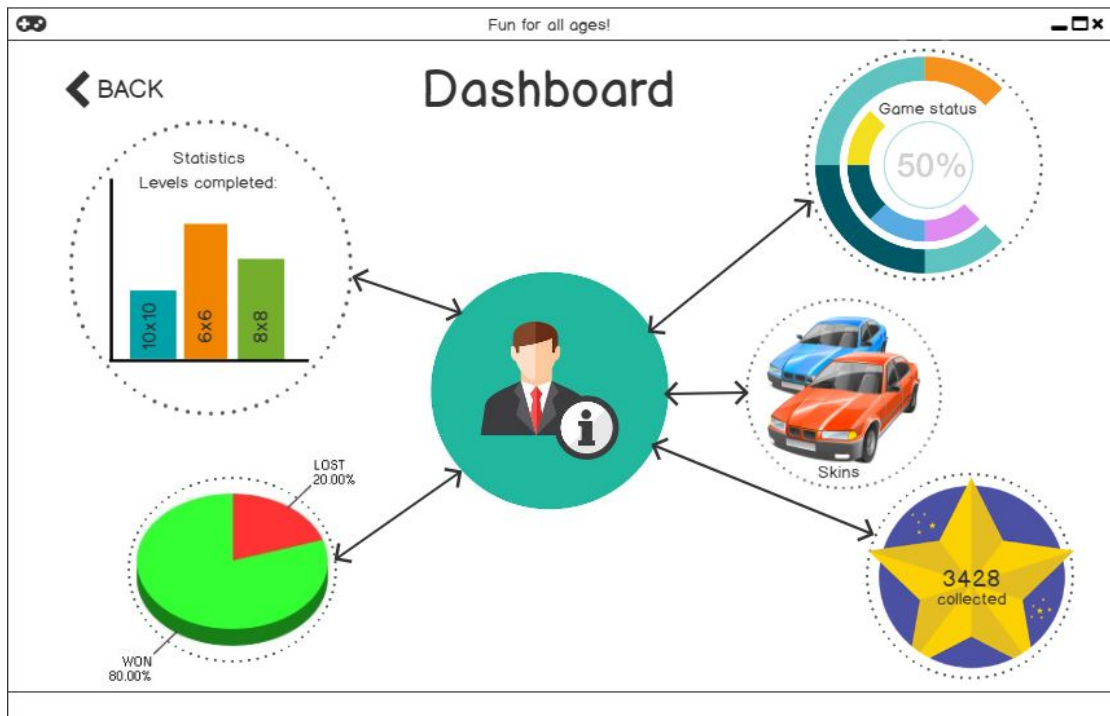 Fun for all ages!
BACK
Dashboard
Statistics
Levels completed:
10x10
6x6
8x8
Game status
50%
Skins
LOST
20.00%
WON
80.00%
3428
collected